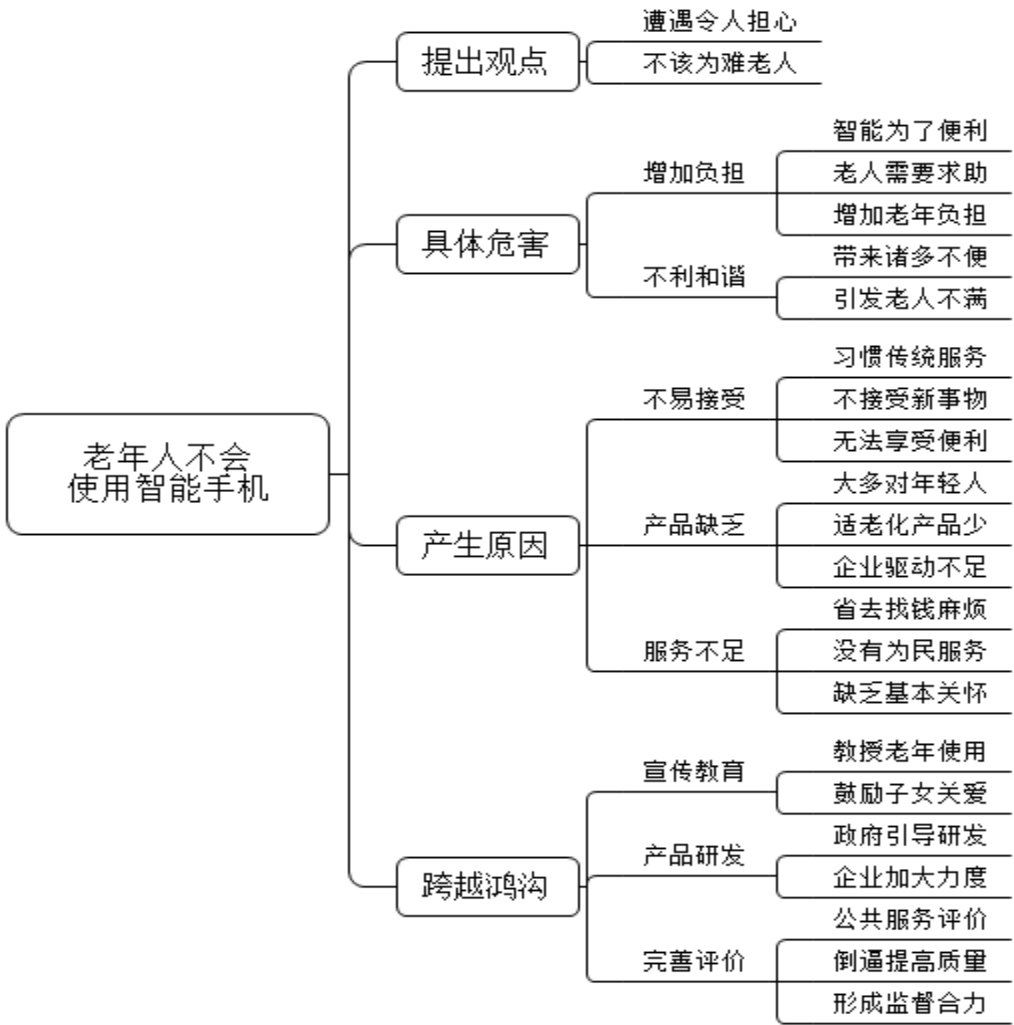 老年人不会
使用智能手机
提出观点
遭遇令人担心
不该为难老人
具体危害
增加负担
智能为了便利
老人需要求助
增加老年负担
不利和谐
带来诸多不便
引发老人不满
产生原因
不易接受
习惯传统服务
不接受新事物
无法享受便利
产品缺乏
大多对年轻人
适老化产品少
企业驱动不足
服务不足
省去找钱麻烦
没有为民服务
缺乏基本关怀
跨越鸿沟
宣传教育
教授老年使用
鼓励子女关爱
产品研发
政府引导研发
企业加大力度
完善评价
公共服务评价
倒逼提高质量
形成监督合力